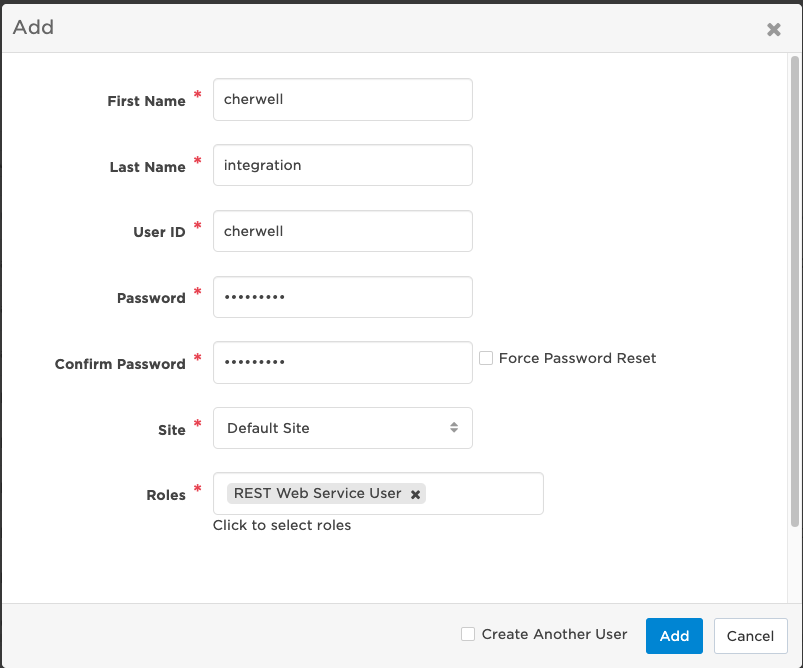 Add
First Name *
cherwell
Last Name *
integration
User ID *
cherwell
Password *
•••••••••
Confirm Password *
•••••••••
Force Password Reset
Site *
Default Site
Roles *
REST Web Service User
Click to select roles
Create Another User
Add
Cancel